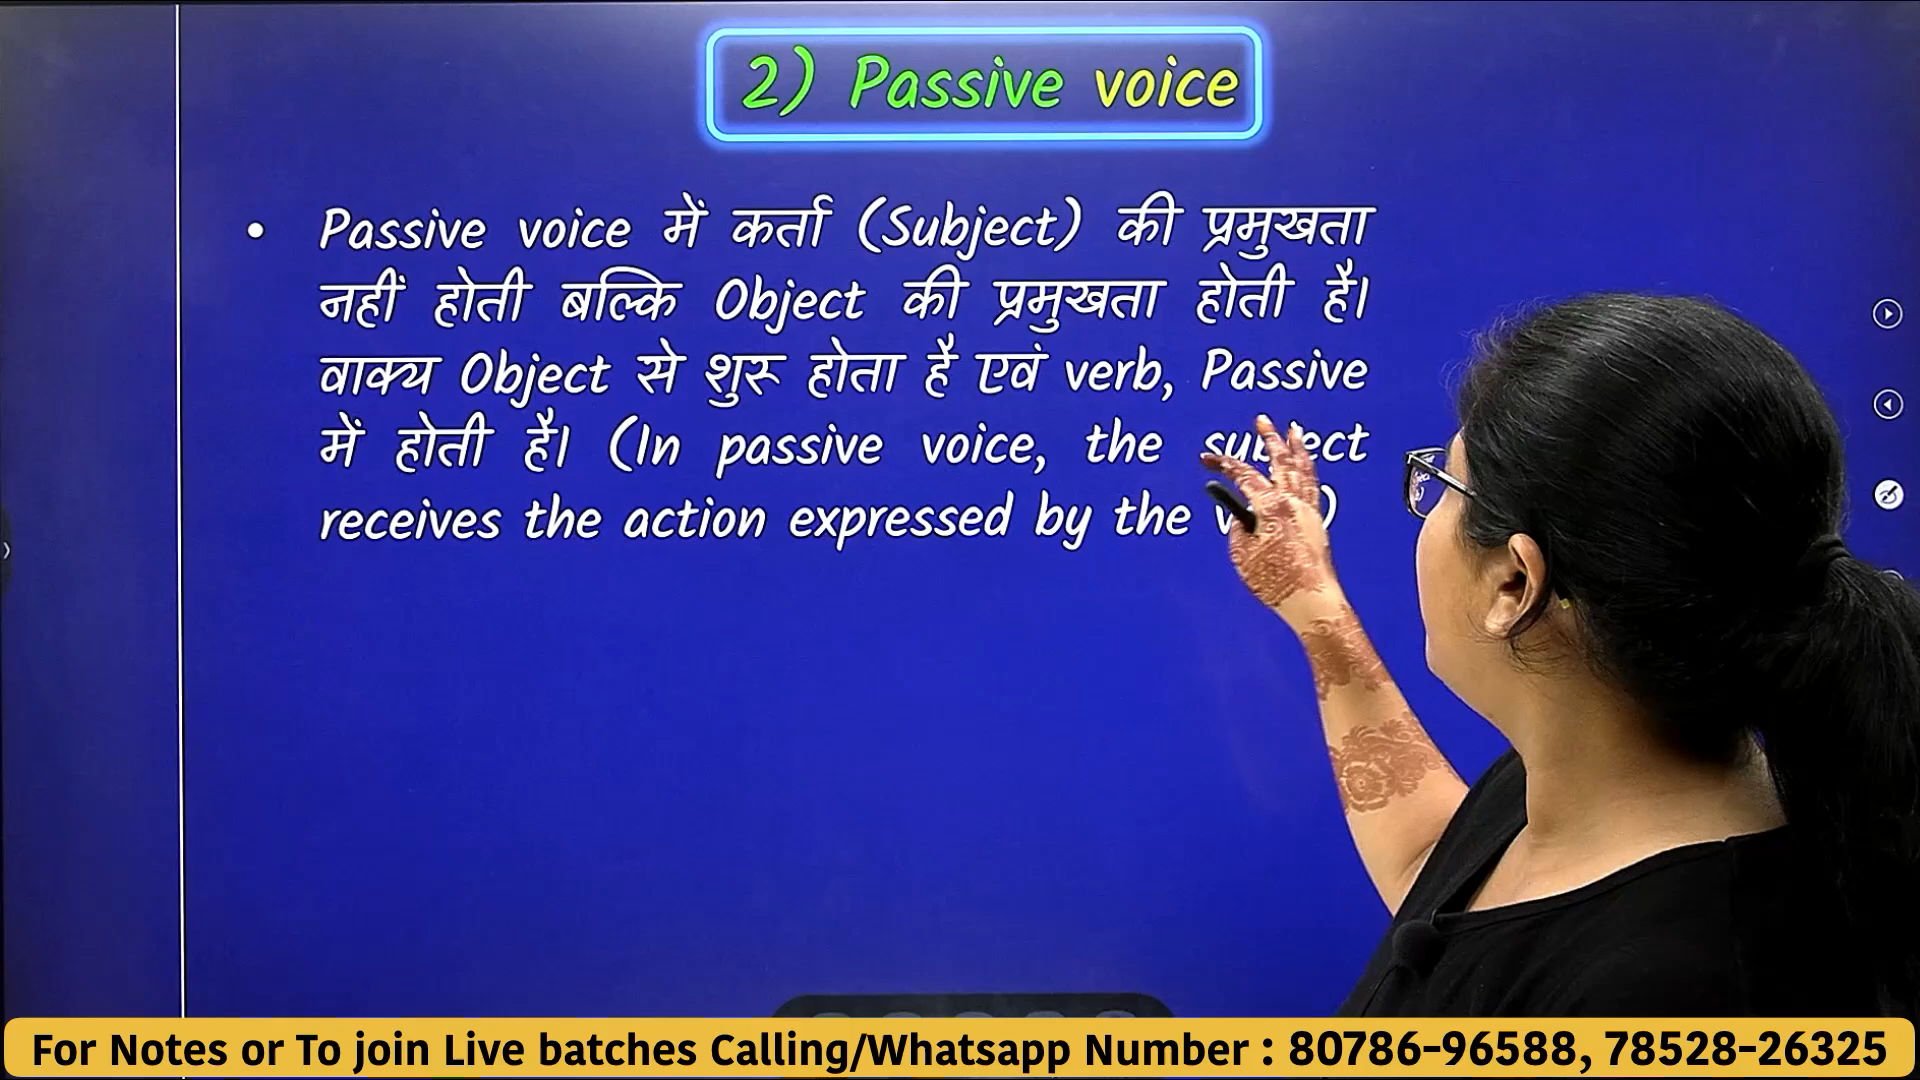 2) Passive voice
• Passive voice में कर्ता (Subject) की प्रमुखता
नहीं होती बल्कि Object की प्रमुखता होती है।
वाक्य Object से शुरू होता है एवं verb, Passive
में होती है। (In passive voice, the subject
receives the action expressed by the
For Notes or To join Live batches Calling/Whatsapp Number : 80786-96588, 78528-26325